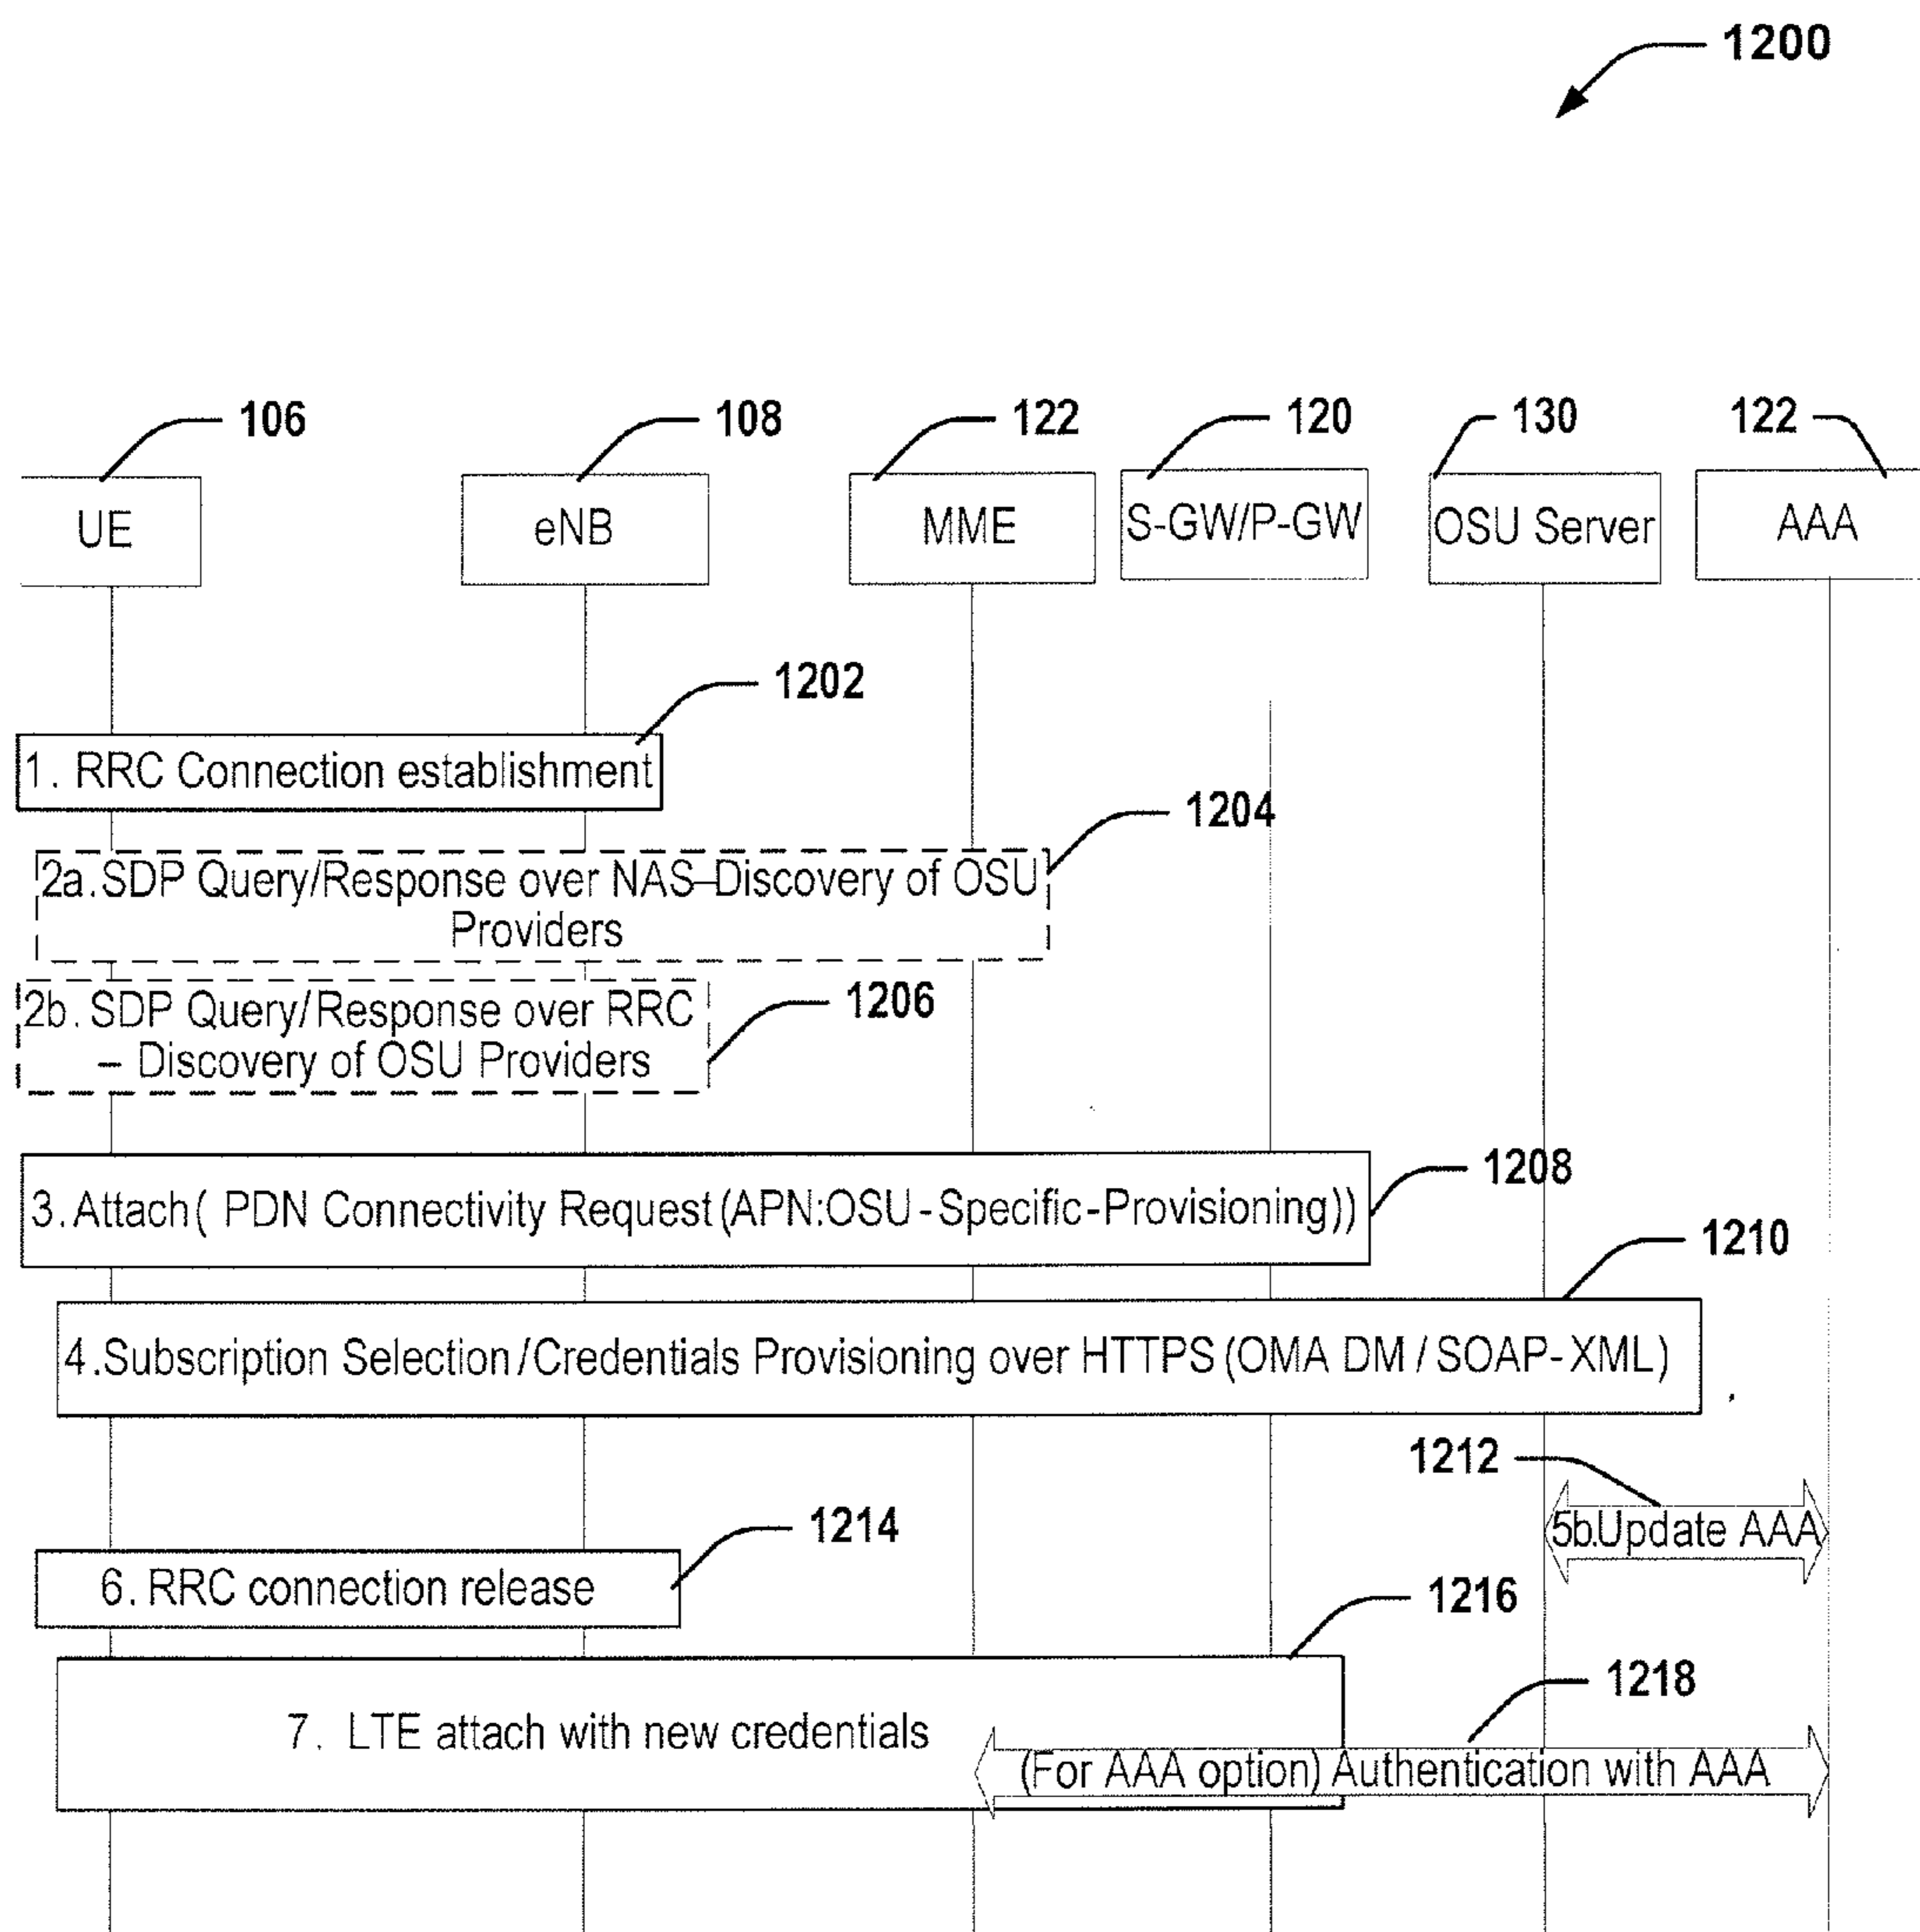 1200
106
108
122
120
130
122
UE
eNB
MME
S-GW/P-GW
OSU Server
AAA
1202
1. RRC Connection establishment
1204
2a.SDP Query/Response over NAS–Discovery of OSU
Providers
1206
2b. SDP Query/Response over RRC
– Discovery of OSU Providers
1208
3.Attach( PDN Connectivity Request(APN:OSU-Specific-Provisioning))
1210
4.Subscription Selection/Credentials Provisioning over HTTPS(OMA DM / SOAP-XML)
1212
5b.Update AAA
1214
6. RRC connection release
1216
1218
7. LTE attach with new credentials
(For AAA option) Authentication with AAA